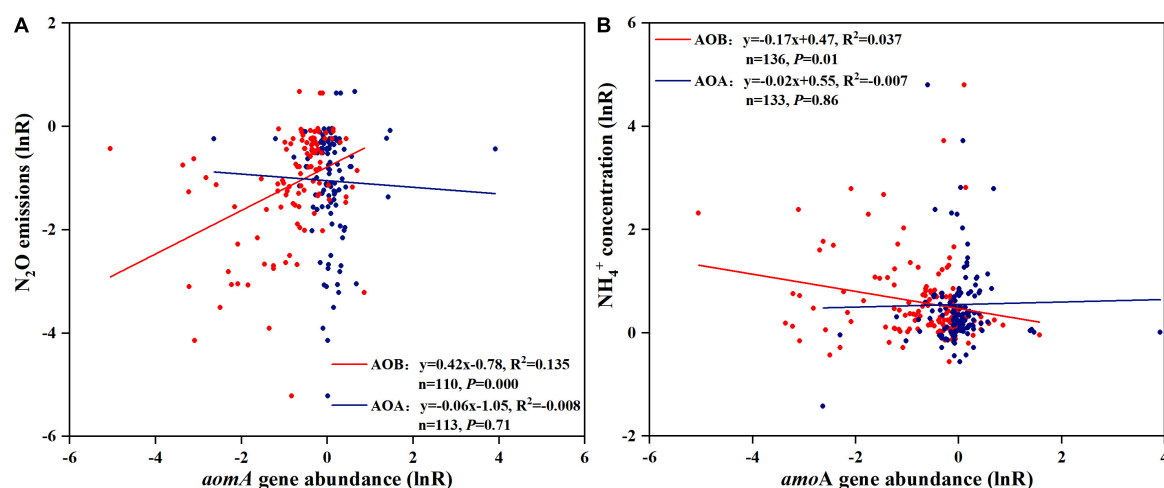 A
2
0
-2
-4
-6
N₂O emissions (lnR)
AOB：y=0.42x-0.78, R²=0.135
n=110, P=0.000
AOA：y=-0.06x-1.05, R²=-0.008
n=113, P=0.71
-6 -4 -2 0 2 4 6
aomA gene abundance (lnR)
B
6
4
2
0
-2
NH₄⁺ concentration (lnR)
AOB：y=-0.17x+0.47, R²=0.037
n=136, P=0.01
AOA：y=-0.02x+0.55, R²=-0.007
n=133, P=0.86
-6 -4 -2 0 2 4
amoA gene abundance (lnR)